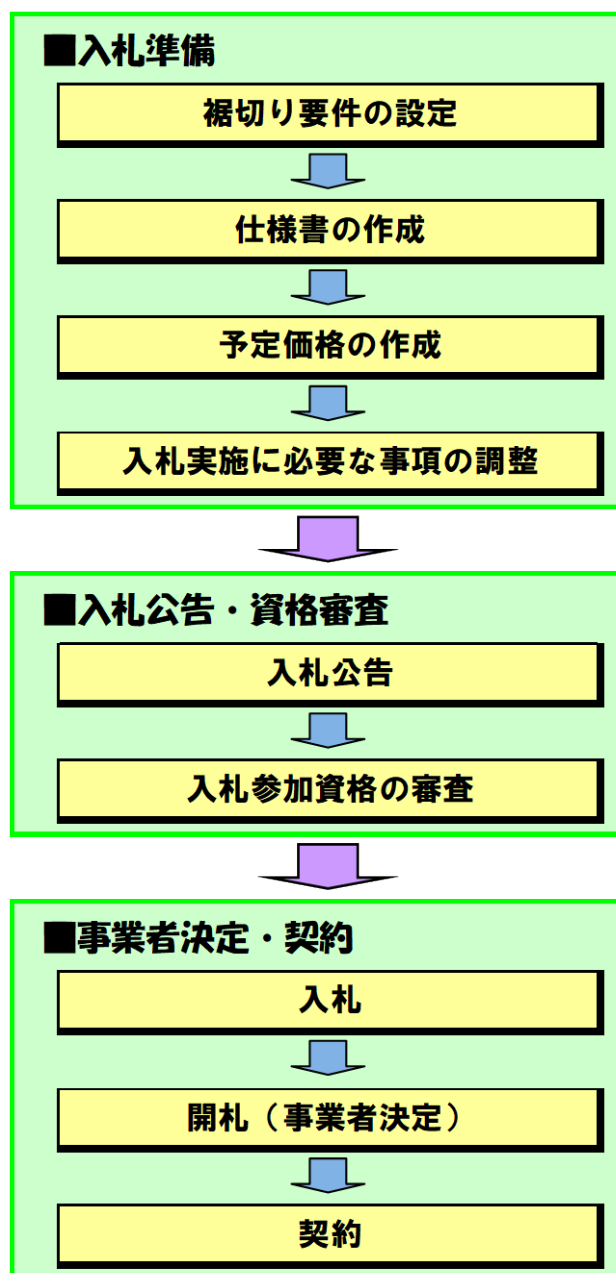 ■入札準備
裾切り要件の設定
仕様書の作成
予定価格の作成
入札実施に必要な事項の調整
■入札公告・資格審査
入札公告
入札参加資格の審査
■事業者決定・契約
入札
開札（事業者決定）
契約